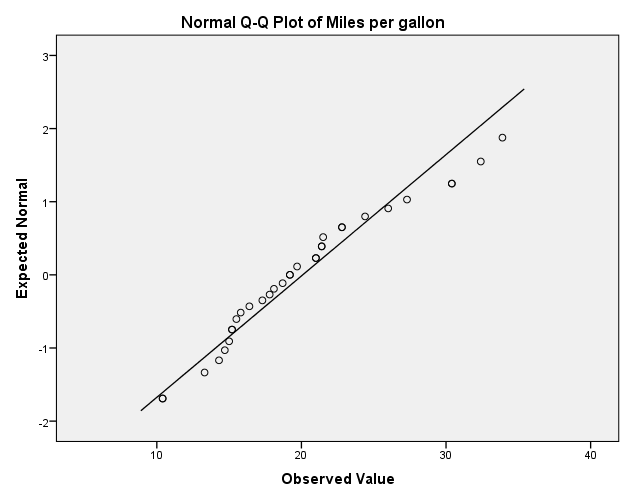 Normal Q-Q Plot of Miles per gallon
3
2
1
0
-1
-2
Expected Normal
10 20 30 40
Observed Value